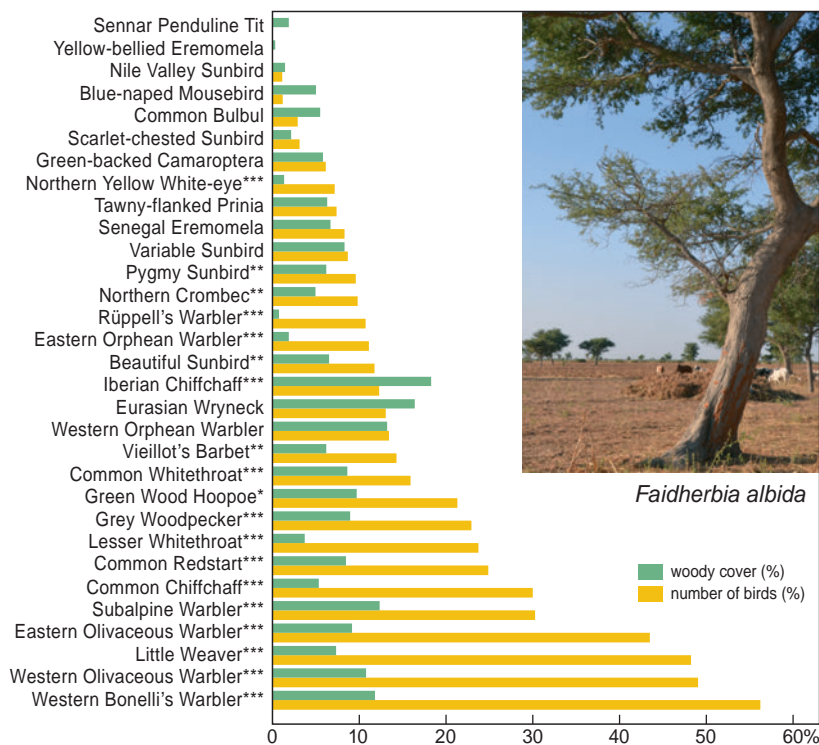 Sennar Penduline Tit
Yellow-bellied Eremomela
Nile Valley Sunbird
Blue-naped Mousebird
Common Bulbul
Scarlet-chested Sunbird
Green-backed Camaroptera
Northern Yellow White-eye***
Tawny-flanked Prinia
Senegal Eremomela
Variable Sunbird
Pygmy Sunbird**
Northern Crombec**
Rüppell's Warbler***
Eastern Orphean Warbler***
Beautiful Sunbird**
Iberian Chiffchaff***
Eurasian Wryneck
Western Orphean Warbler
Vieillot's Barbet**
Common Whitethroat***
Green Wood Hoopoe*
Grey Woodpecker***
Lesser Whitethroat***
Common Redstart***
Common Chiffchaff***
Subalpine Warbler***
Eastern Olivaceous Warbler***
Little Weaver***
Western Olivaceous Warbler***
Western Bonelli's Warbler***
Faidherbia albida
woody cover (%)
number of birds (%)
0 10 20 30 40 50 60%